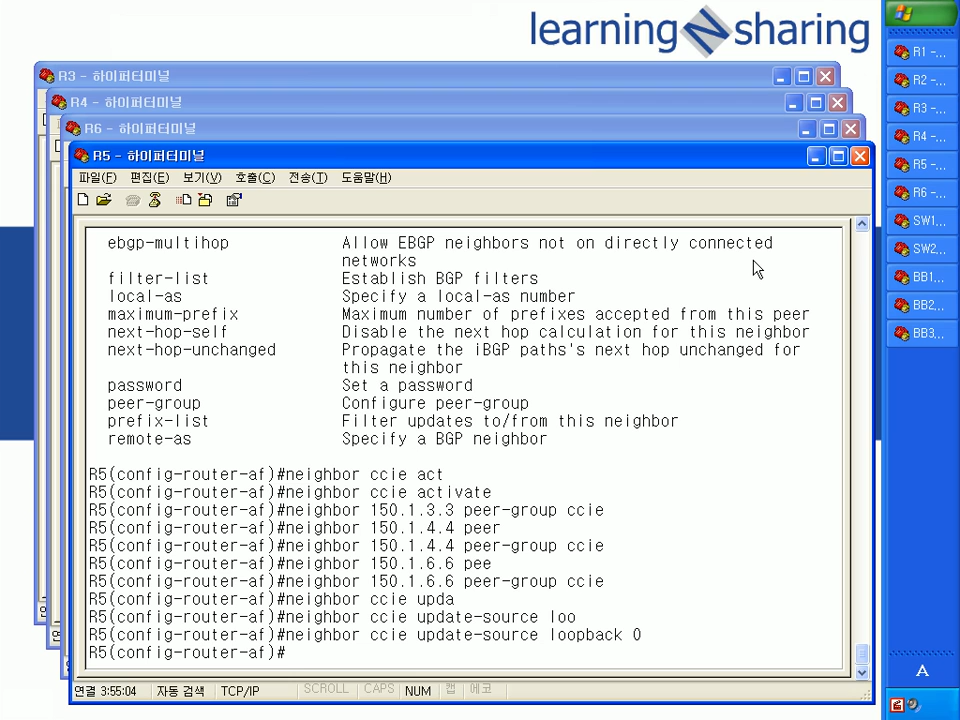 learning sharing
R3 - 하이퍼터미널
R4 - 하이퍼터미널
R6 - 하이퍼터미널
R5 - 하이퍼터미널
파일(F) 편집(E) 보기(V) 호출(C) 전송(T) 도움말(H)
ebgp-multihop Allow EBGP neighbors not on directly connected
networks
filter-list Establish BGP filters
local-as Specify a local-as number
maximum-prefix Maximum number of prefixes accepted from this peer
next-hop-self Disable the next hop calculation for this neighbor
next-hop-unchanged Propagate the iBGP paths's next hop unchanged for
this neighbor
password Set a password
peer-group Configure peer-group
prefix-list Filter updates to/from this neighbor
remote-as Specify a BGP neighbor
R5(config-router-af)#neighbor ccie act
R5(config-router-af)#neighbor ccie activate
R5(config-router-af)#neighbor 150.1.3.3 peer-group ccie
R5(config-router-af)#neighbor 150.1.4.4 peer
R5(config-router-af)#neighbor 150.1.4.4 peer-group ccie
R5(config-router-af)#neighbor 150.1.6.6 pee
R5(config-router-af)#neighbor 150.1.6.6 peer-group ccie
R5(config-router-af)#neighbor ccie upda
R5(config-router-af)#neighbor ccie update-source loo
R5(config-router-af)#neighbor ccie update-source loopback 0
R5(config-router-af)#
연결 3:55:04 자동 검색 TCP/IP SCROLL CAPS NUM 캡 에코
R1 -...
R2 -...
R3 -...
R4 -...
R5 -...
R6 -...
SW1...
SW2...
BB1...
BB2...
BB3...
A